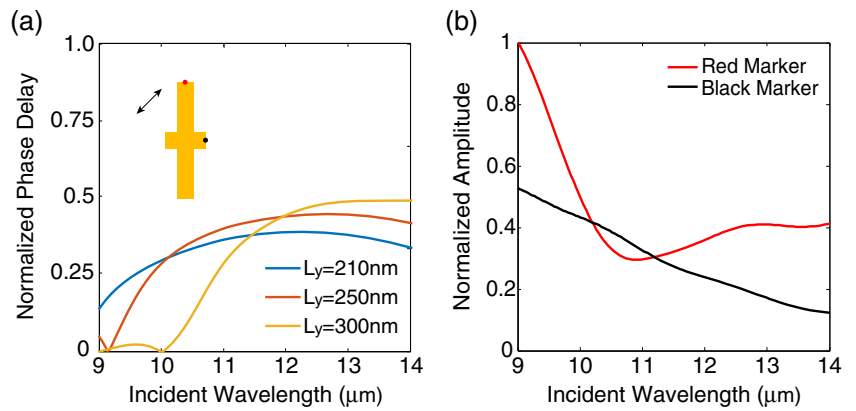 (a)
Normalized Phase Delay
1.0
0.75
0.5
0.25
0
9 10 11 12 13 14
Incident Wavelength (μm)
Ly=210nm
Ly=250nm
Ly=300nm
(b)
Normalized Amplitude
1
0.8
0.6
0.4
0.2
0
9 10 11 12 13 14
Incident Wavelength (μm)
Red Marker
Black Marker